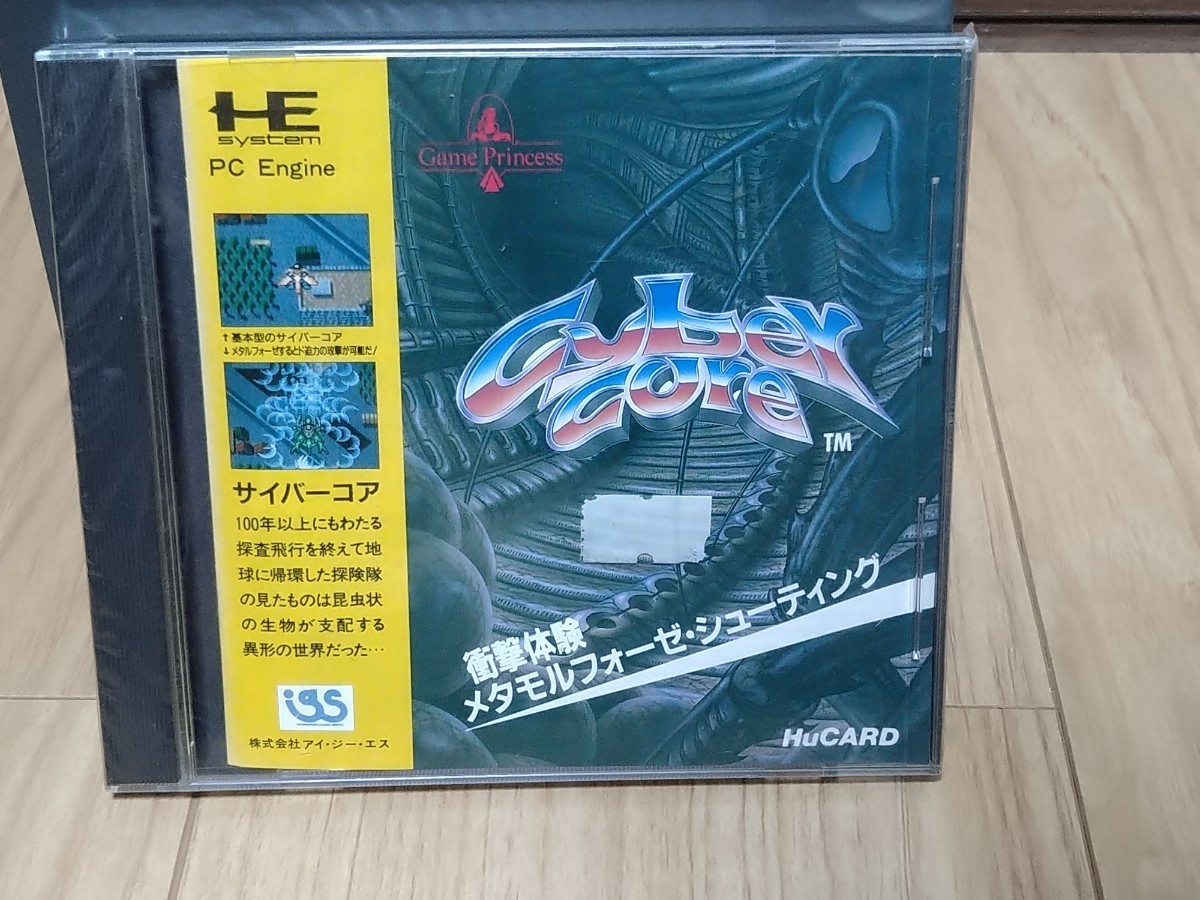 HE
system
PC Engine
↑基本型のサイバーコア
↓メタルフォーゼするとド迫力の攻撃が可能だ!
サイバーコア
100年以上にもわたる
探査飛行を終えて地
球に帰還した探険隊
の見たものは昆虫状
の生物が支配する
異形の世界だった…
igs
株式会社アイ・ジー・エス
Game Princess
Cyber
Core
TM
衝撃体験
メタモルフォーゼ・シューティング
HuCARD